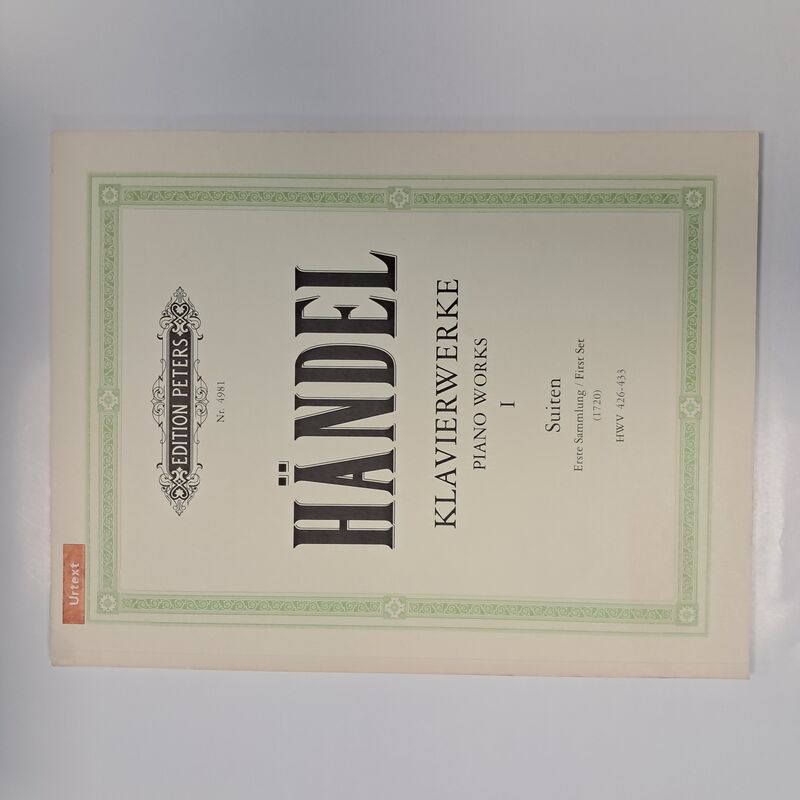 Urtext
EDITION PETERS
Nr. 4981
HÄNDEL
KLAVIERWERKE
PIANO WORKS
I
Suiten
Erste Sammlung / First Set
(1720)
HWV 426-433